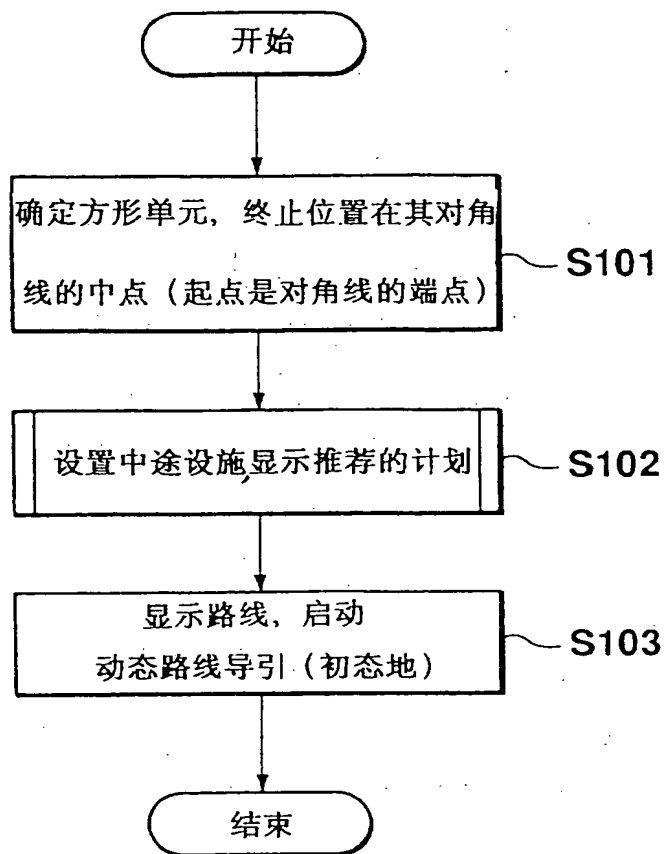 开始
确定方形单元, 终止位置在其对角
线的中点 (起点是对角线的端点)
S101
设置中途设施,显示推荐的计划
S102
显示路线, 启动
动态路线导引 (初态地)
S103
结束